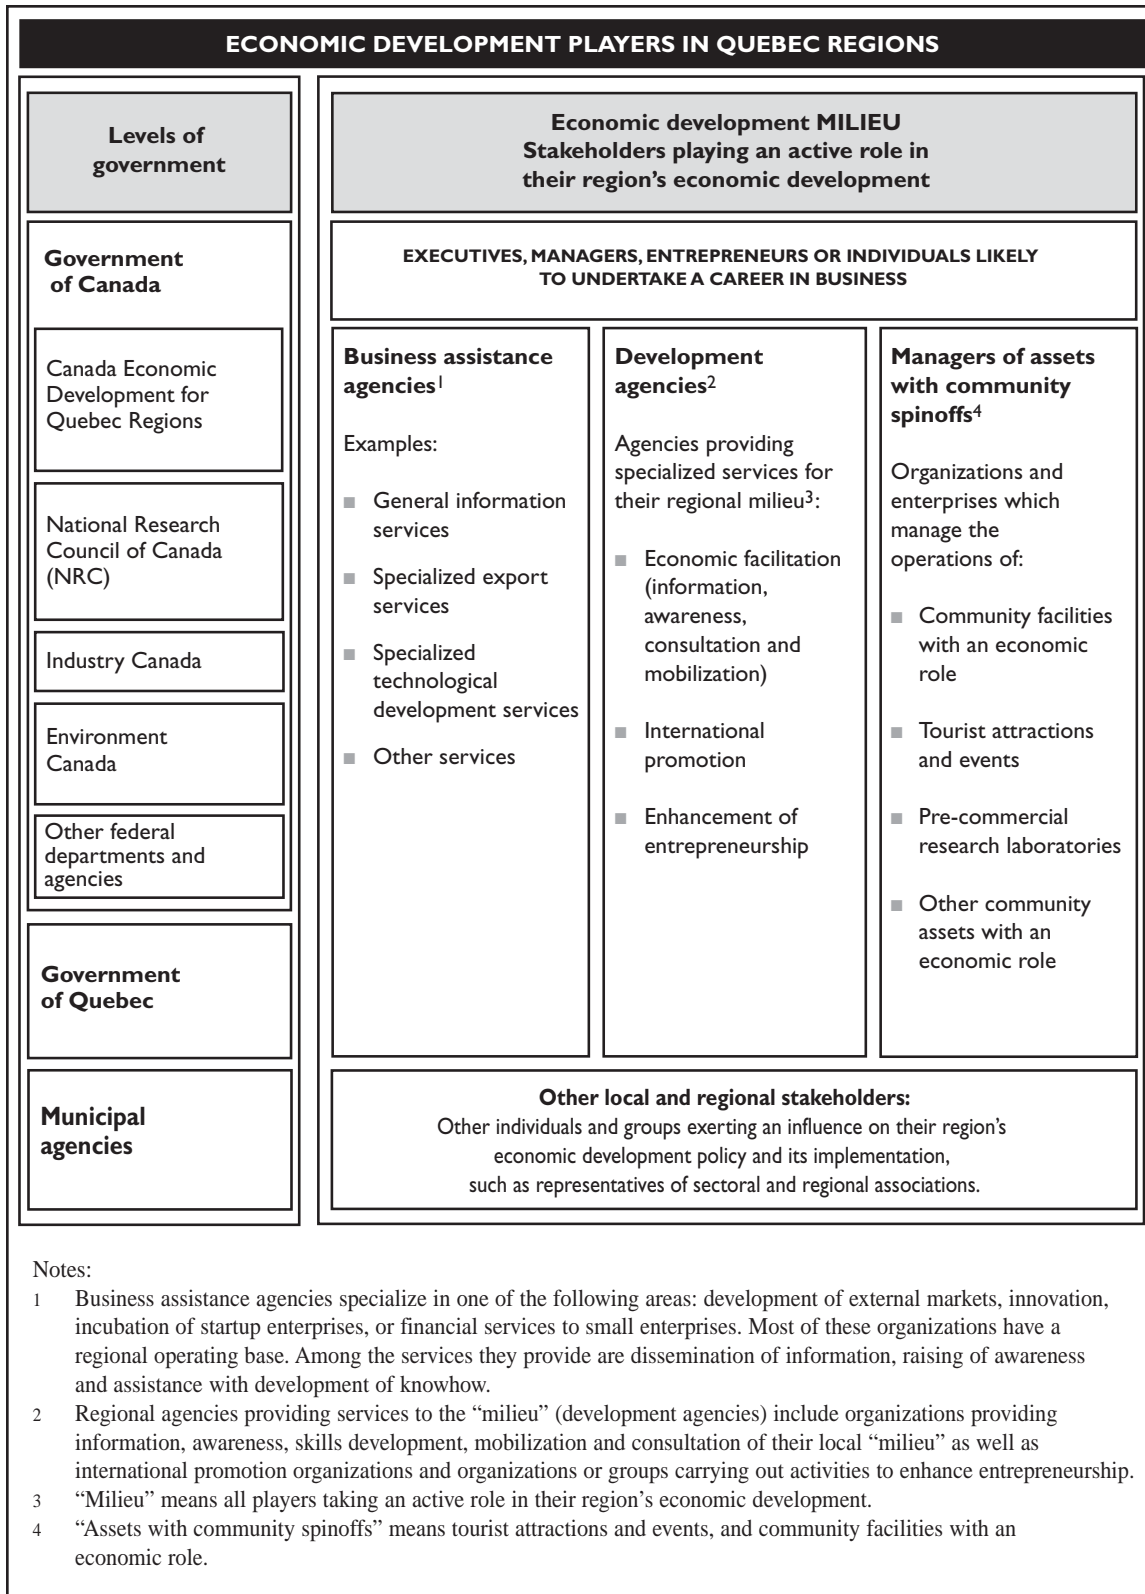 ECONOMIC DEVELOPMENT PLAYERS IN QUEBEC REGIONS
Levels of
government
Government
of Canada
Canada Economic
Development for
Quebec Regions
National Research
Council of Canada
(NRC)
Industry Canada
Environment
Canada
Other federal
departments and
agencies
Government
of Quebec
Municipal
agencies
Economic development MILIEU
Stakeholders playing an active role in
their region’s economic development
EXECUTIVES, MANAGERS, ENTREPRENEURS OR INDIVIDUALS LIKELY
TO UNDERTAKE A CAREER IN BUSINESS
Business assistance
agencies1
Examples:
■ General information
services
■ Specialized export
services
■ Specialized
technological
development services
■ Other services
Development
agencies2
Agencies providing
specialized services for
their regional milieu3:
■ Economic facilitation
(information,
awareness,
consultation and
mobilization)
■ International
promotion
■ Enhancement of
entrepreneurship
Managers of assets
with community
spinoffs4
Organizations and
enterprises which
manage the
operations of:
■ Community facilities
with an economic
role
■ Tourist attractions
and events
■ Pre-commercial
research laboratories
■ Other community
assets with an
economic role
Other local and regional stakeholders:
Other individuals and groups exerting an influence on their region’s
economic development policy and its implementation,
such as representatives of sectoral and regional associations.
Notes:
1 Business assistance agencies specialize in one of the following areas: development of external markets, innovation,
incubation of startup enterprises, or financial services to small enterprises. Most of these organizations have a
regional operating base. Among the services they provide are dissemination of information, raising of awareness
and assistance with development of knowhow.
2 Regional agencies providing services to the “milieu” (development agencies) include organizations providing
information, awareness, skills development, mobilization and consultation of their local “milieu” as well as
international promotion organizations and organizations or groups carrying out activities to enhance entrepreneurship.
3 “Milieu” means all players taking an active role in their region’s economic development.
4 “Assets with community spinoffs” means tourist attractions and events, and community facilities with an
economic role.